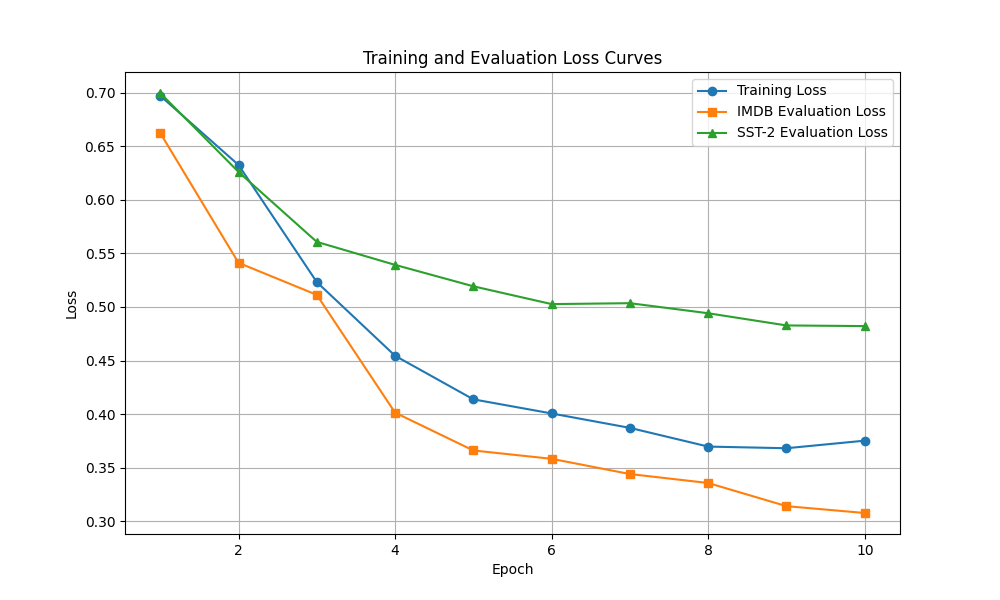 Training and Evaluation Loss Curves
Training Loss
IMDB Evaluation Loss
SST-2 Evaluation Loss
0.70
0.65
0.60
0.55
0.50
0.45
0.40
0.35
0.30
Loss
2 4 6 8 10
Epoch